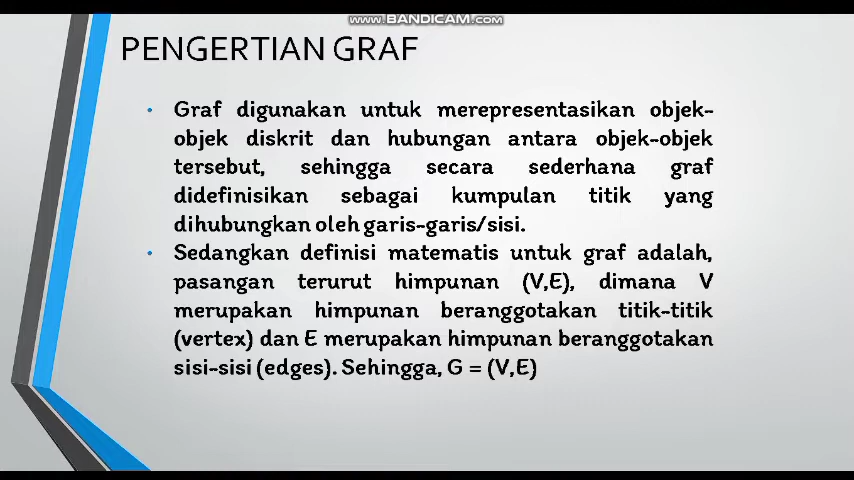 www.BANDICAM.com
PENGERTIAN GRAF
• Graf digunakan untuk merepresentasikan objek-
objek diskrit dan hubungan antara objek-objek
tersebut, sehingga secara sederhana graf
didefinisikan sebagai kumpulan titik yang
dihubungkan oleh garis-garis/sisi.
• Sedangkan definisi matematis untuk graf adalah,
pasangan terurut himpunan (V,E), dimana V
merupakan himpunan beranggotakan titik-titik
(vertex) dan E merupakan himpunan beranggotakan
sisi-sisi (edges). Sehingga, G = (V,E)